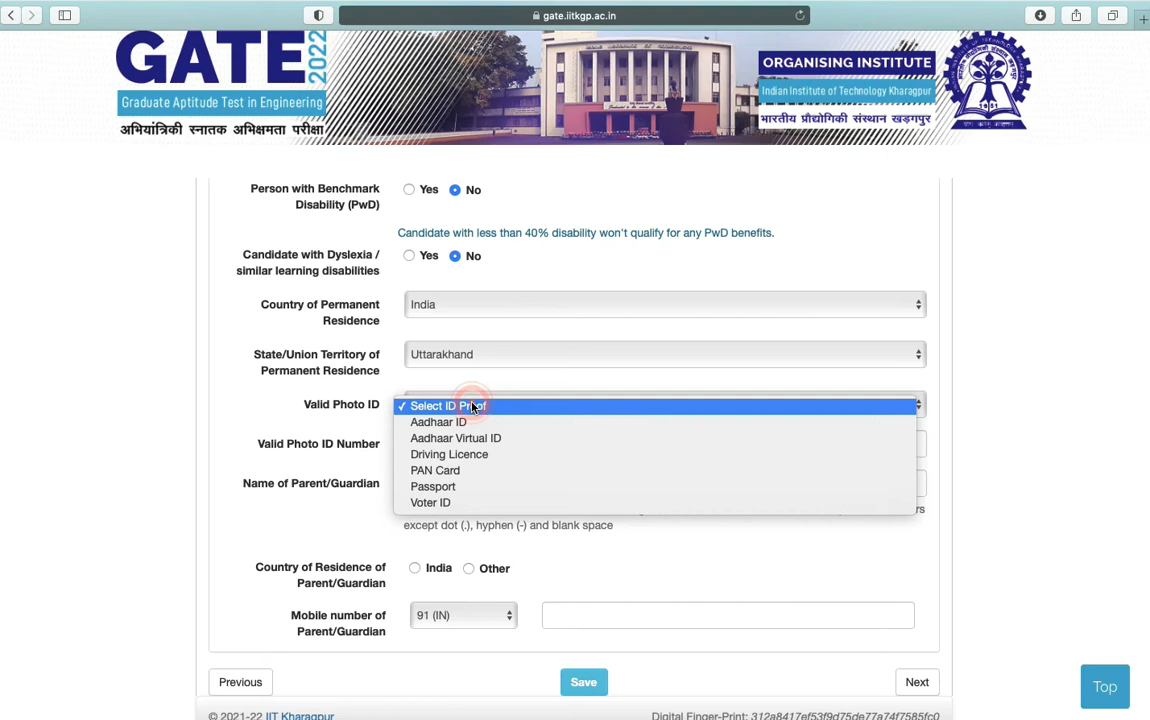 gate.iitkgp.ac.in
GATE 2022
Graduate Aptitude Test in Engineering
अभियांत्रिकी स्नातक अभिक्षमता परीक्षा
ORGANISING INSTITUTE
Indian Institute of Technology Kharagpur
भारतीय प्रौद्योगिकी संस्थान खड़गपुर
Person with Benchmark
Disability (PwD)
Yes No
Candidate with less than 40% disability won't qualify for any PwD benefits.
Candidate with Dyslexia /
similar learning disabilities
Yes No
Country of Permanent
Residence
India
State/Union Territory of
Permanent Residence
Uttarakhand
Valid Photo ID
✓ Select ID Proof
Aadhaar ID
Aadhaar Virtual ID
Driving Licence
PAN Card
Passport
Voter ID
Valid Photo ID Number
Name of Parent/Guardian
except dot (.), hyphen (-) and blank space
Country of Residence of
Parent/Guardian
India Other
Mobile number of
Parent/Guardian
91 (IN)
Previous Save Next
Top
© 2021-22 IIT Kharagpur
Digital Finger-Print: 312a8417ef53f9d75de77a74f7585fc0